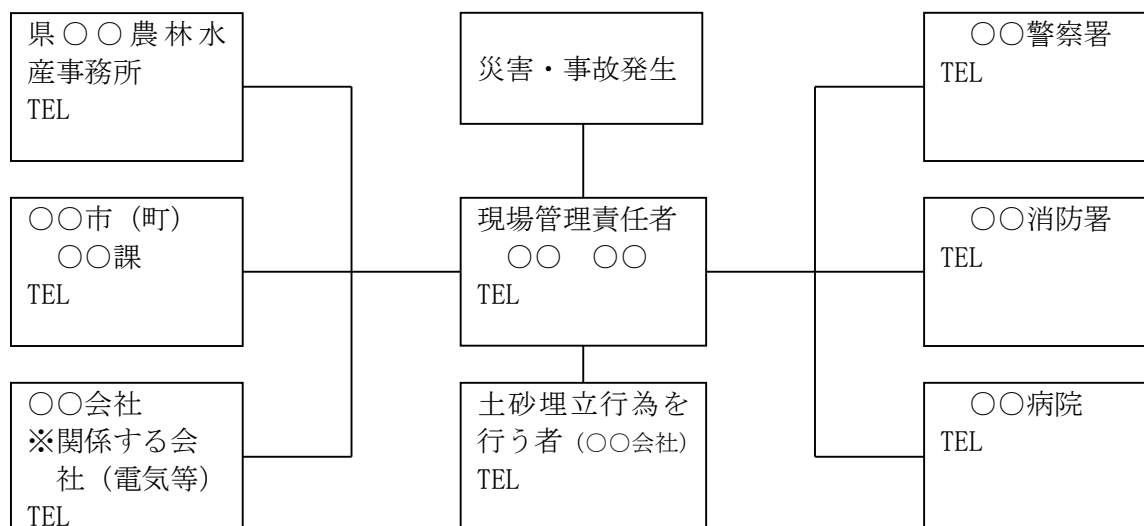 県○○農林水
産事務所
TEL
災害・事故発生
○○警察署
TEL
○○市（町）
○○課
TEL
現場管理責任者
○○　○○
TEL
○○消防署
TEL
○○会社
※関係する会
社（電気等）
TEL
土砂埋立行為を
行う者（○○会社）
TEL
○○病院
TEL